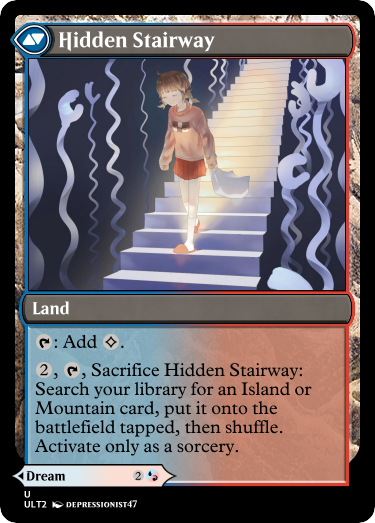 Hidden Stairway
Land
: Add .
2, , Sacrifice Hidden Stairway:
Search your library for an Island or
Mountain card, put it onto the
battlefield tapped, then shuffle.
Activate only as a sorcery.
Dream 2
U
ULT2 DEPRESSIONIST47